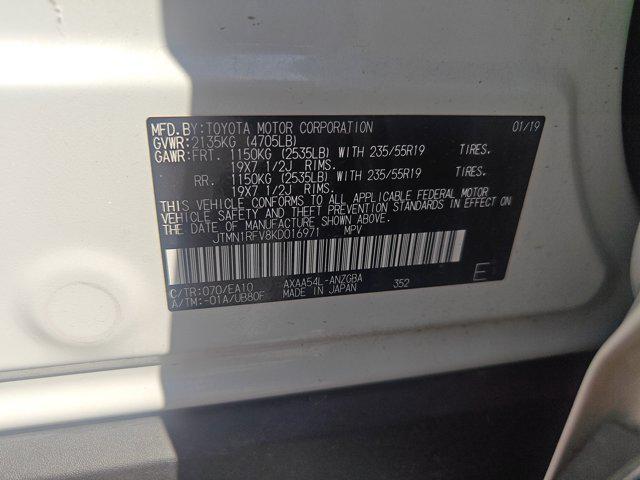 MFD.BY:TOYOTA MOTOR CORPORATION 01/19
GVWR:2135KG (4705LB)
GAWR:FRT. 1150KG (2535LB) WITH 235/55R19 TIRES.
19X7 1/2J RIMS.
RR. 1150KG (2535LB) WITH 235/55R19 TIRES.
19X7 1/2J RIMS.
THIS VEHICLE CONFORMS TO ALL APPLICABLE FEDERAL MOTOR
VEHICLE SAFETY AND THEFT PREVENTION STANDARDS IN EFFECT
ON THE DATE OF MANUFACTURE SHOWN ABOVE.
JTMN1RFV8KD016971 MPV
C/TR:070/EA10 AXAA54L-ANZGBA 352 E
A/TM:-01A/UB80F MADE IN JAPAN